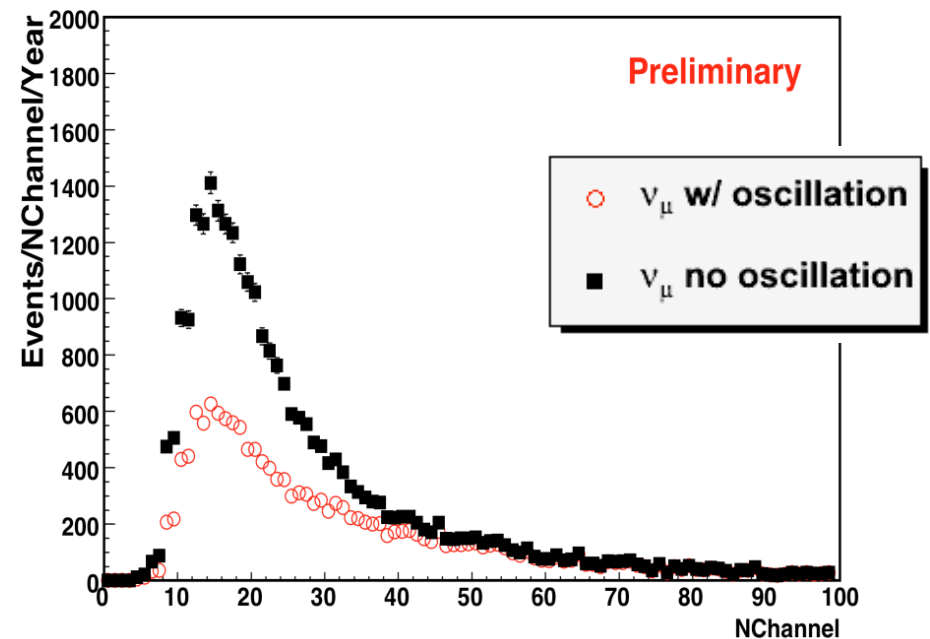 2000
1800
1600
1400
1200
1000
800
600
400
200
0
Events/NChannel/Year
Preliminary
νμ w/ oscillation
νμ no oscillation
0 10 20 30 40 50 60 70 80 90 100
NChannel